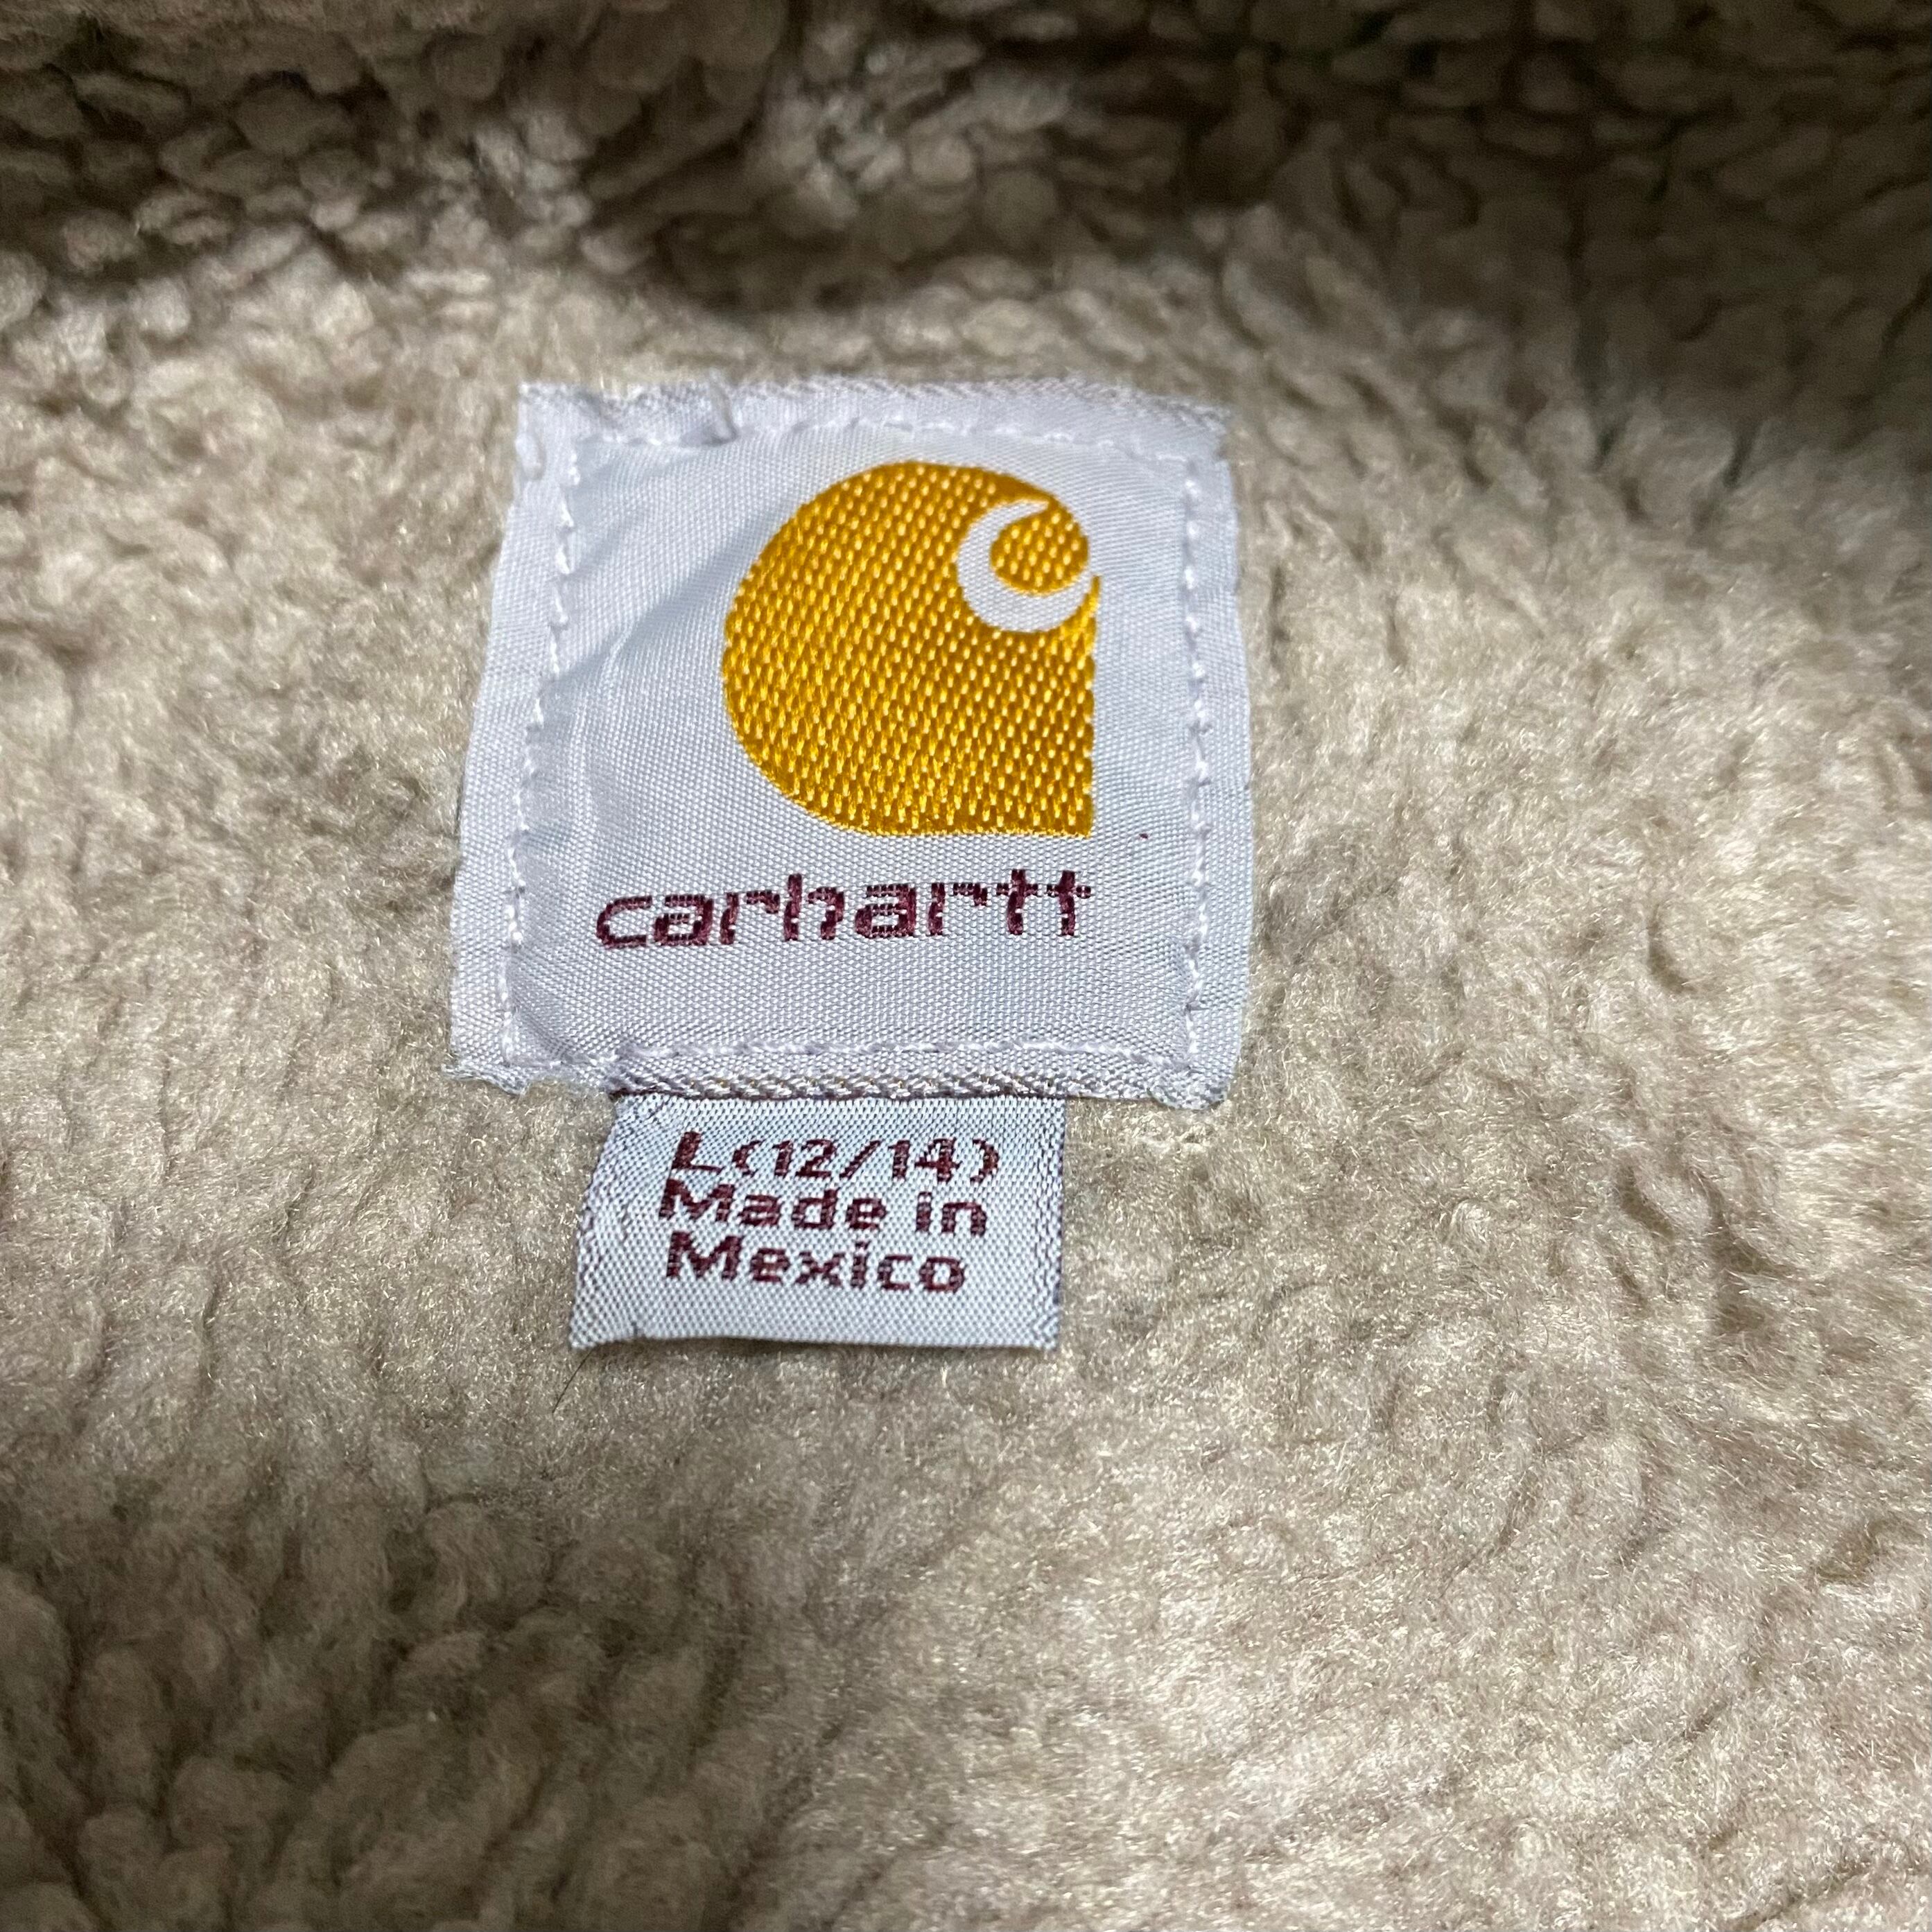 carhartt
L(12/14)
Made in
Mexico